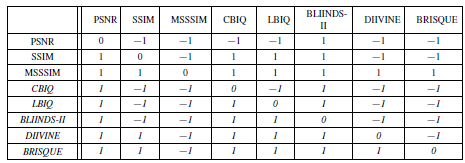 PSNR SSIM MSSSIM CBIQ LBIQ BLIINDS-
II DIIVINE BRISQUE
PSNR 0 −1 −1 −1 −1 1 −1 −1
SSIM 1 0 −1 1 1 1 −1 −1
MSSSIM 1 1 0 1 1 1 1 1
CBIQ 1 −1 −1 0 −1 1 −1 −1
LBIQ 1 −1 −1 1 0 1 −1 −1
BLIINDS-II 1 −1 −1 1 1 0 −1 −1
DIIVINE 1 1 −1 1 1 1 0 −1
BRISQUE 1 1 −1 1 1 1 1 0